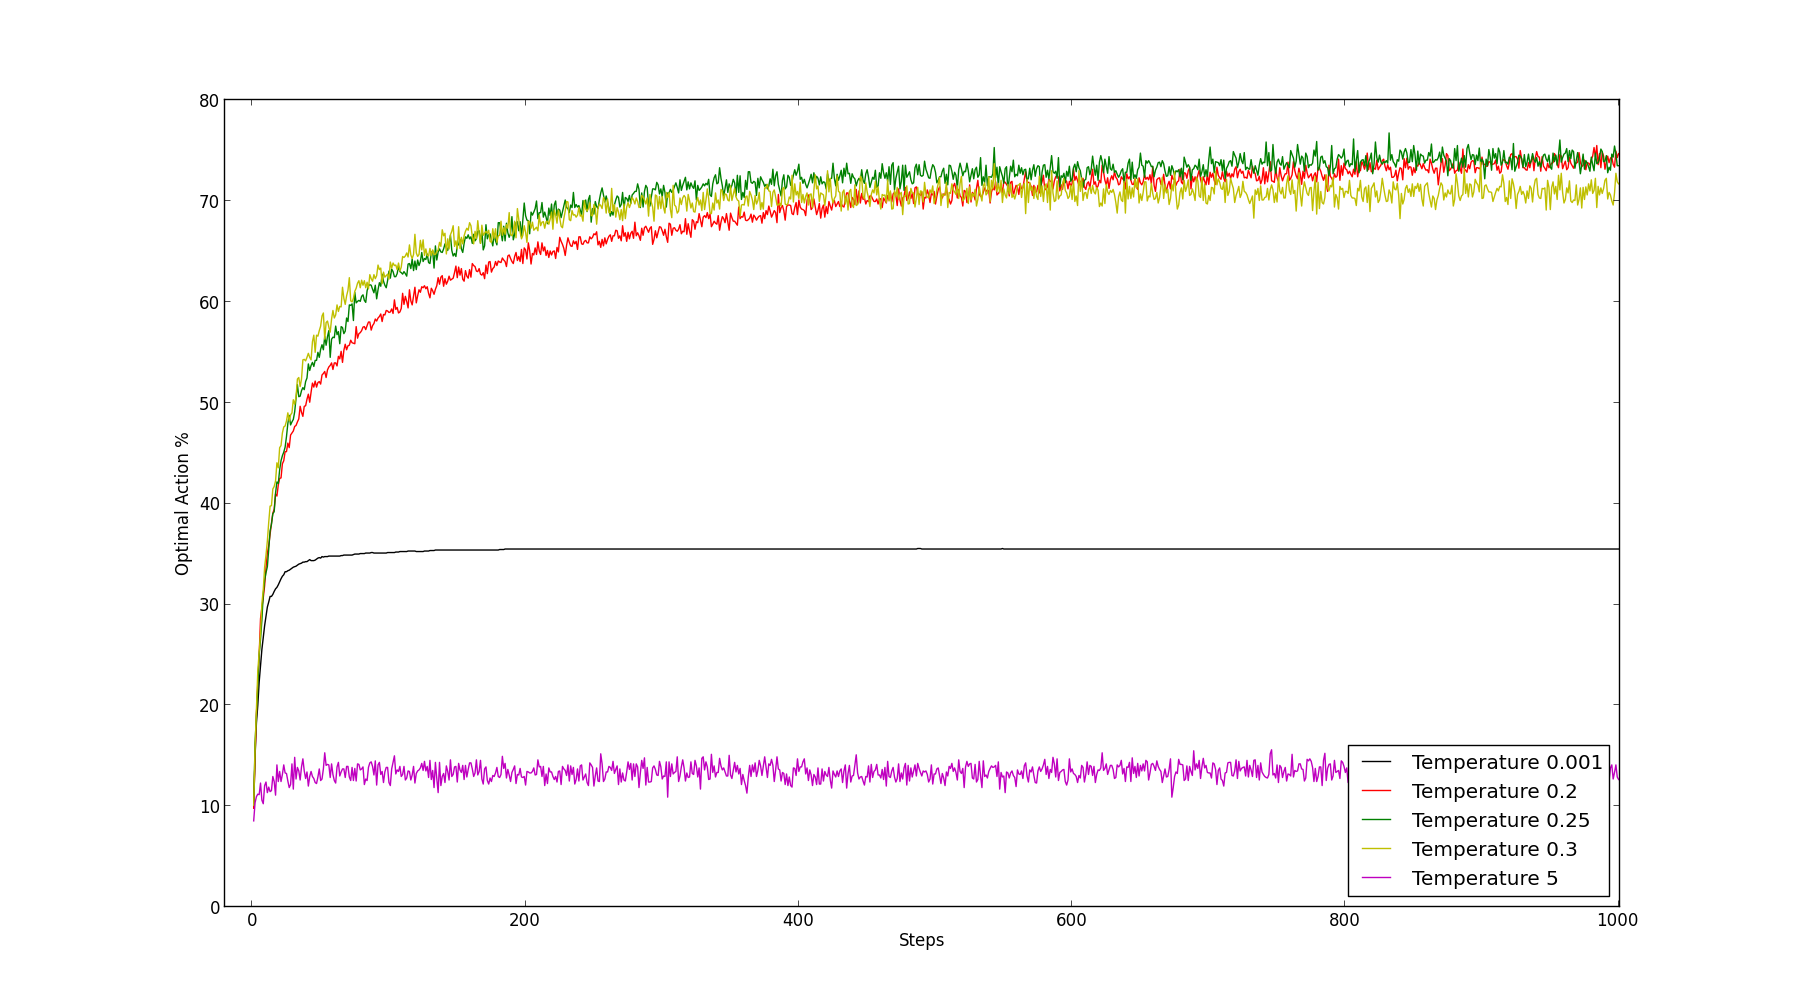 80
70
60
50
40
30
20
10
0
Optimal Action %
0 200 400 600 800 1000
Steps
Temperature 0.001
Temperature 0.2
Temperature 0.25
Temperature 0.3
Temperature 5